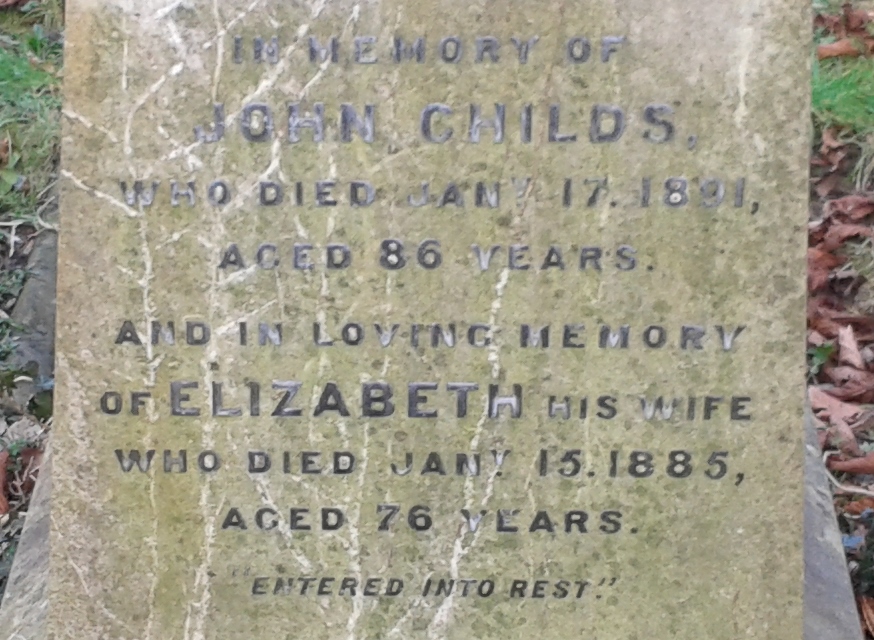 IN MEMORY OF
JOHN CHILDS,
WHO DIED JANY. 17. 1891,
AGED 86 YEARS.
AND IN LOVING MEMORY
OF ELIZABETH HIS WIFE
WHO DIED JANY. 15. 1885,
AGED 76 YEARS.
"ENTERED INTO REST."